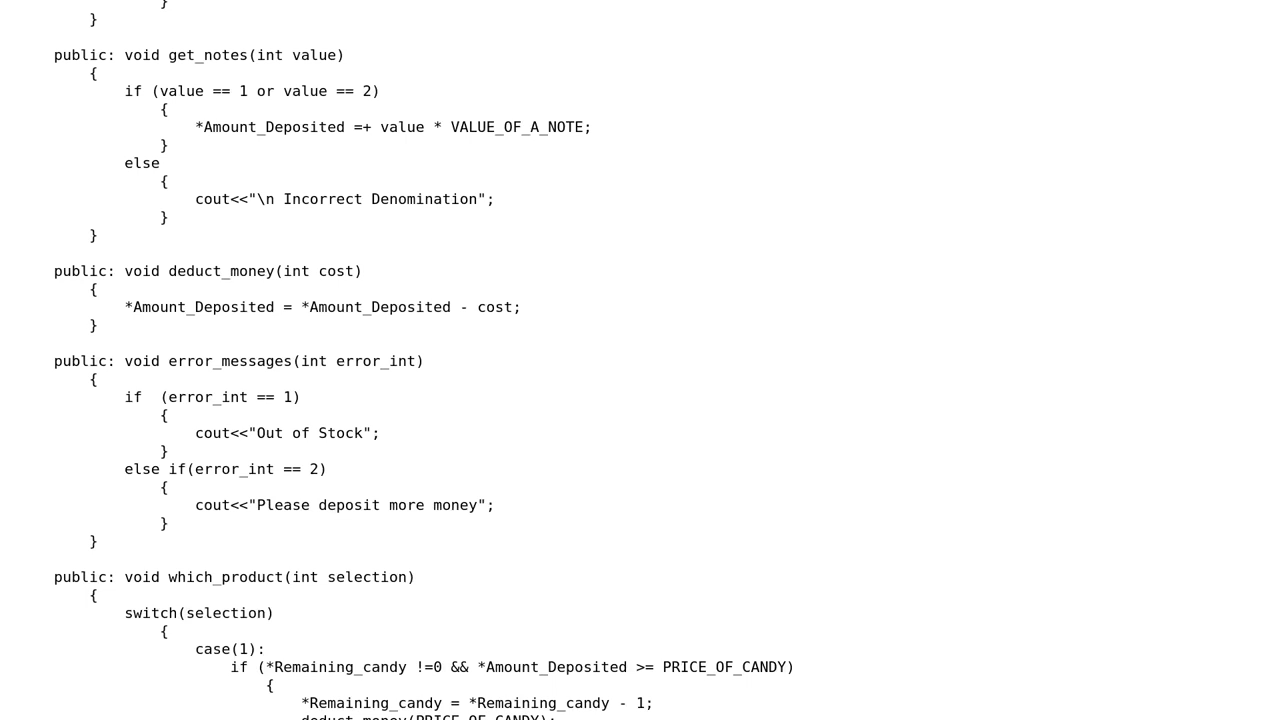 }
}
public: void get_notes(int value)
{
if (value == 1 or value == 2)
{
*Amount_Deposited =+ value * VALUE_OF_A_NOTE;
}
else
{
cout<<"\n Incorrect Denomination";
}
}
public: void deduct_money(int cost)
{
*Amount_Deposited = *Amount_Deposited - cost;
}
public: void error_messages(int error_int)
{
if  (error_int == 1)
{
cout<<"Out of Stock";
}
else if(error_int == 2)
{
cout<<"Please deposit more money";
}
}
public: void which_product(int selection)
{
switch(selection)
{
case(1):
if (*Remaining_candy !=0 && *Amount_Deposited >= PRICE_OF_CANDY)
{
*Remaining_candy = *Remaining_candy - 1;
deduct_money(PRICE_OF_CANDY);